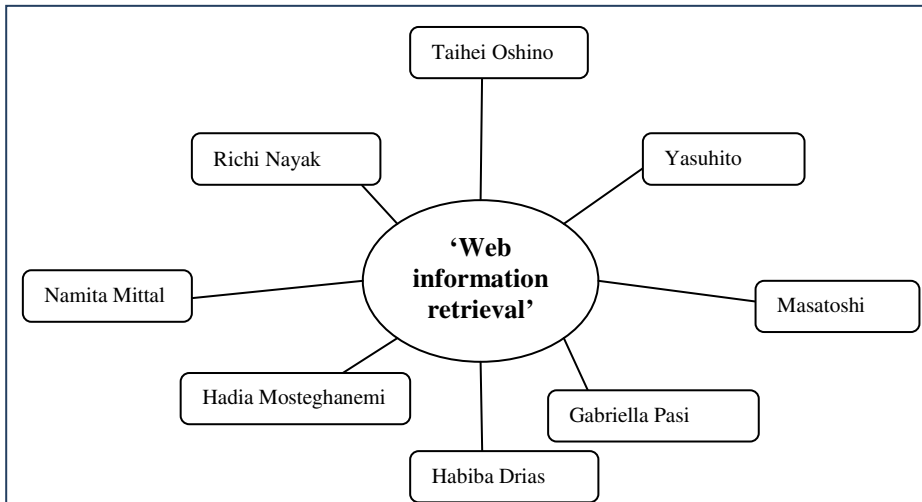 Taihei Oshino
Richi Nayak
Yasuhito
‘Web
information
retrieval’
Namita Mittal
Masatoshi
Hadia Mosteghanemi
Gabriella Pasi
Habiba Drias